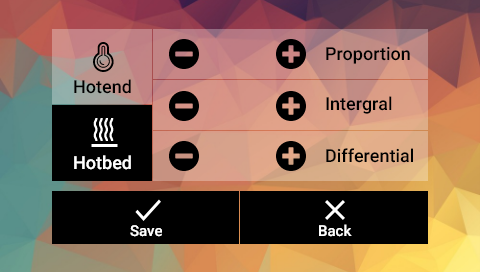 Hotend
Proportion
Intergral
Hotbed
Differential
Save
Back